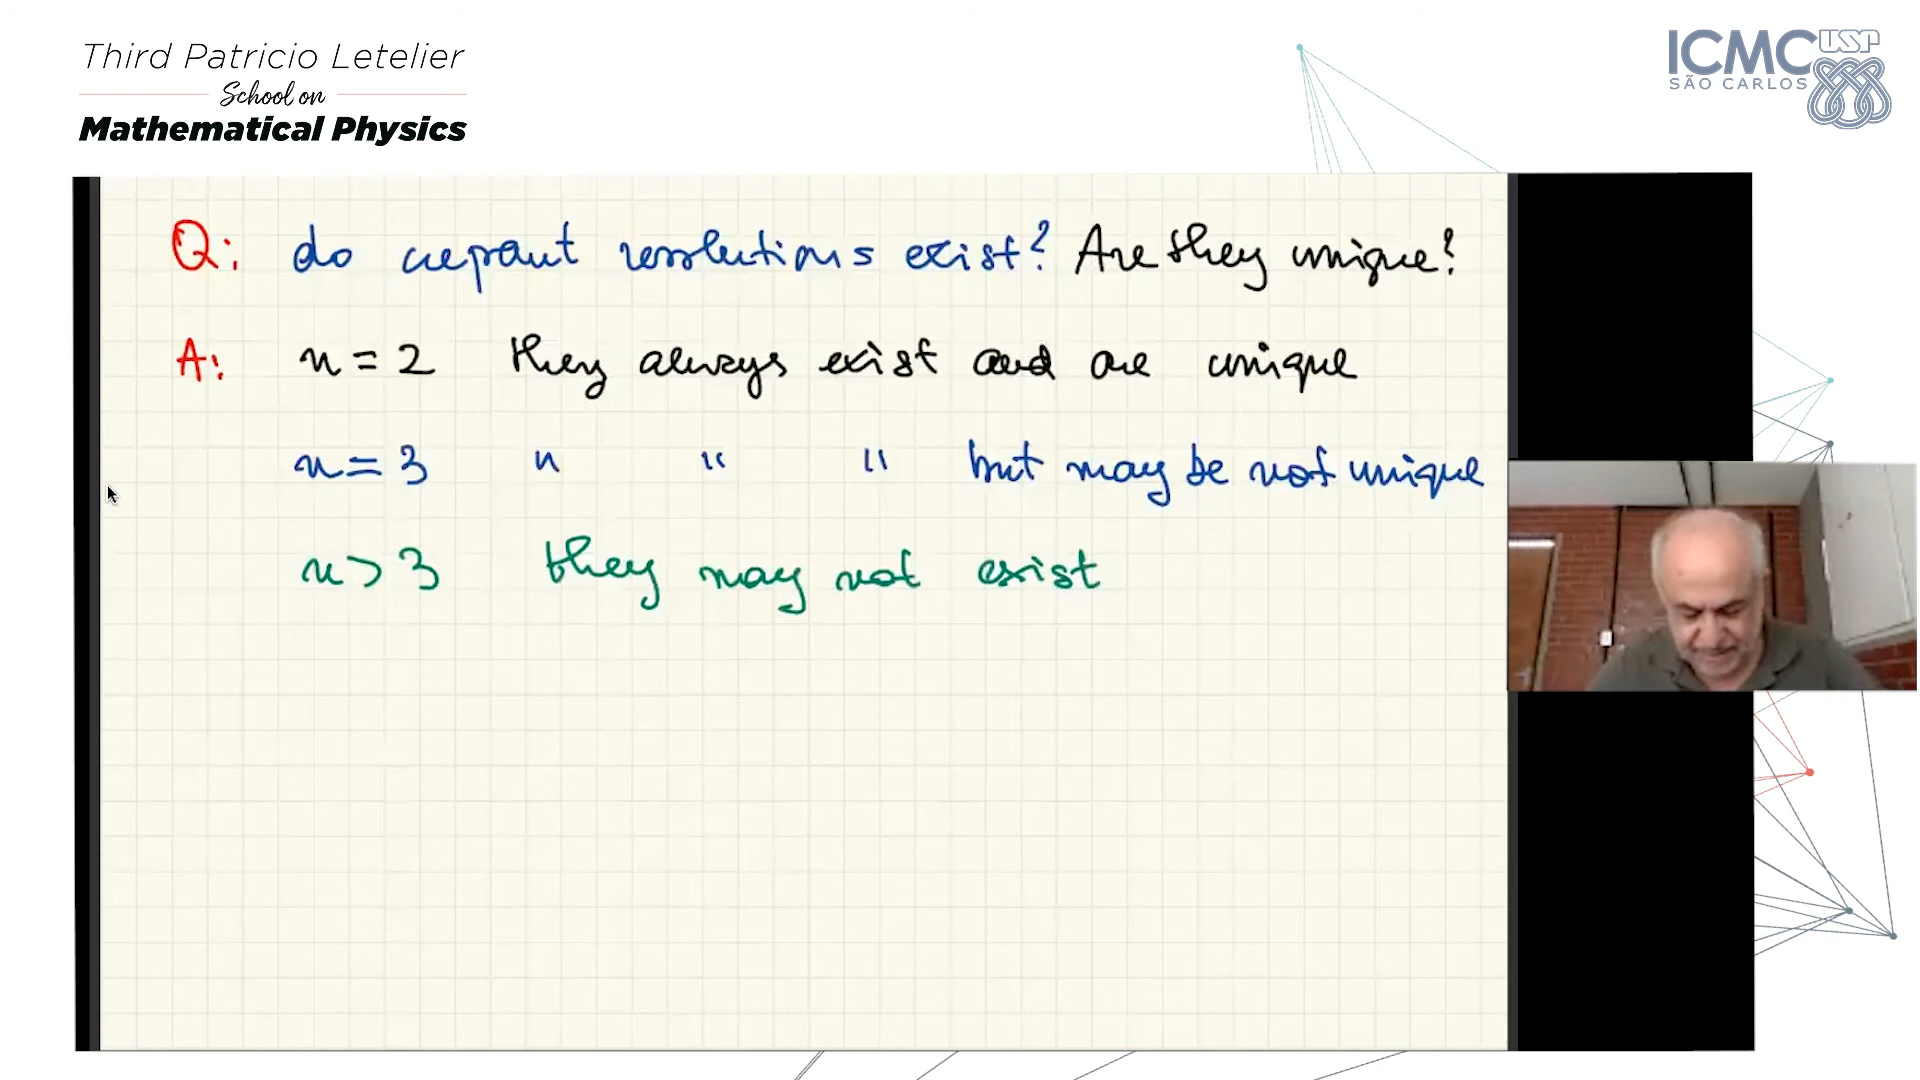 Third Patricio Letelier
School on
Mathematical Physics
ICMC USP
SÃO CARLOS
Q: do crepant resolutions exist? Are they unique?
A: n = 2 they always exist and are unique
n = 3 " " " but may be not unique
n > 3 they may not exist